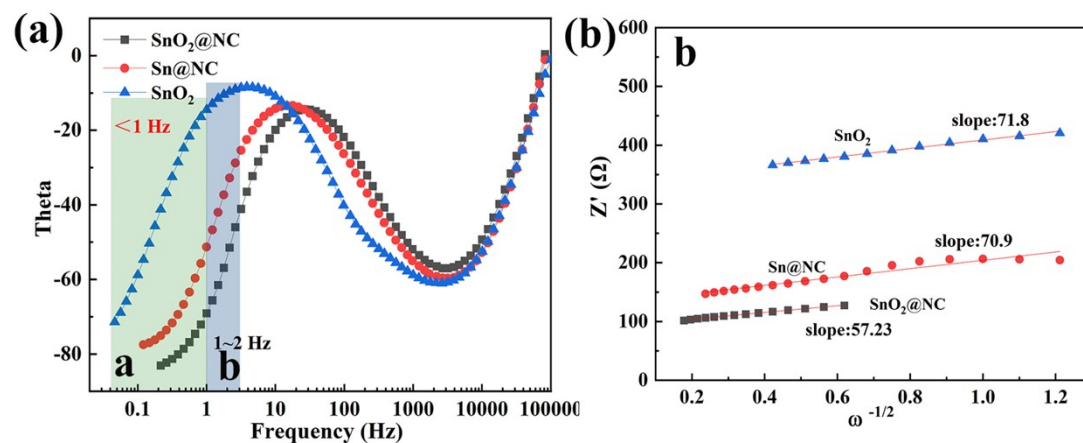 (a)
SnO₂@NC
Sn@NC
SnO₂
<1 Hz
a
b
1~2 Hz
0
-20
-40
-60
-80
Theta
0.1 1 10 100 1000 10000 100000
Frequency (Hz)
(b)
b
600
500
400
300
200
100
0
Z' (Ω)
SnO₂
slope:71.8
Sn@NC
slope:70.9
SnO₂@NC
slope:57.23
0.2 0.4 0.6 0.8 1.0 1.2
ω -1/2